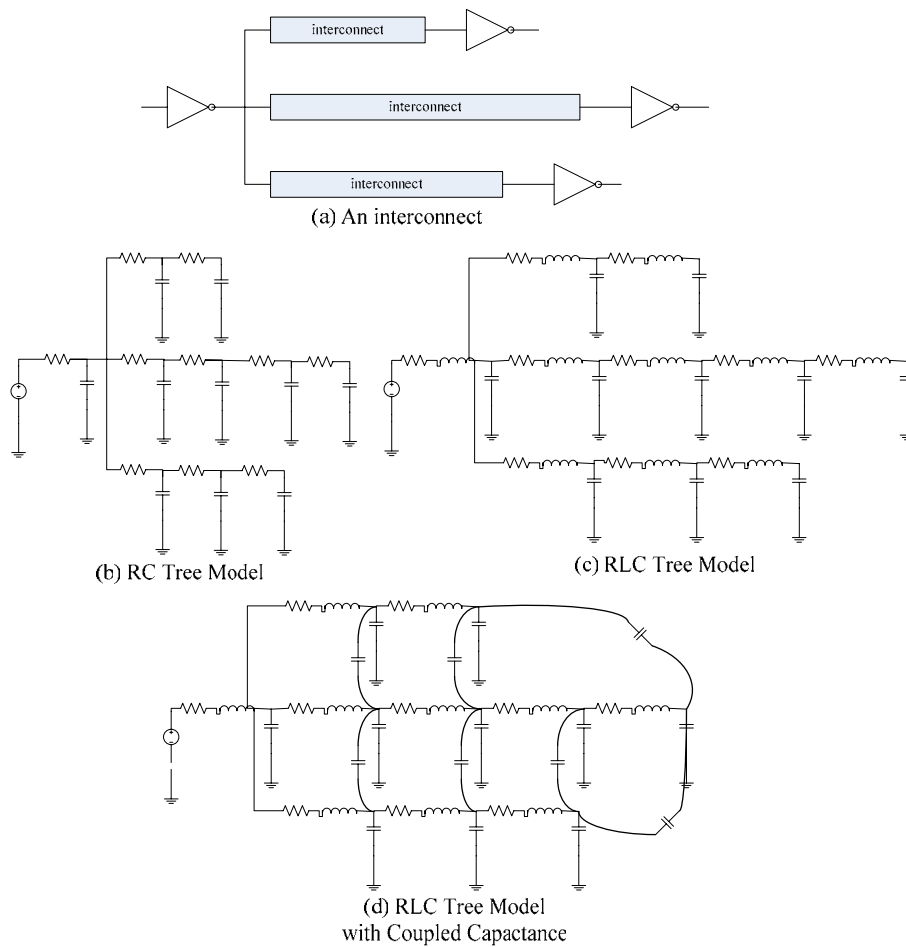 interconnect
interconnect
interconnect
(a) An interconnect
(b) RC Tree Model
(c) RLC Tree Model
(d) RLC Tree Model
with Coupled Capactance